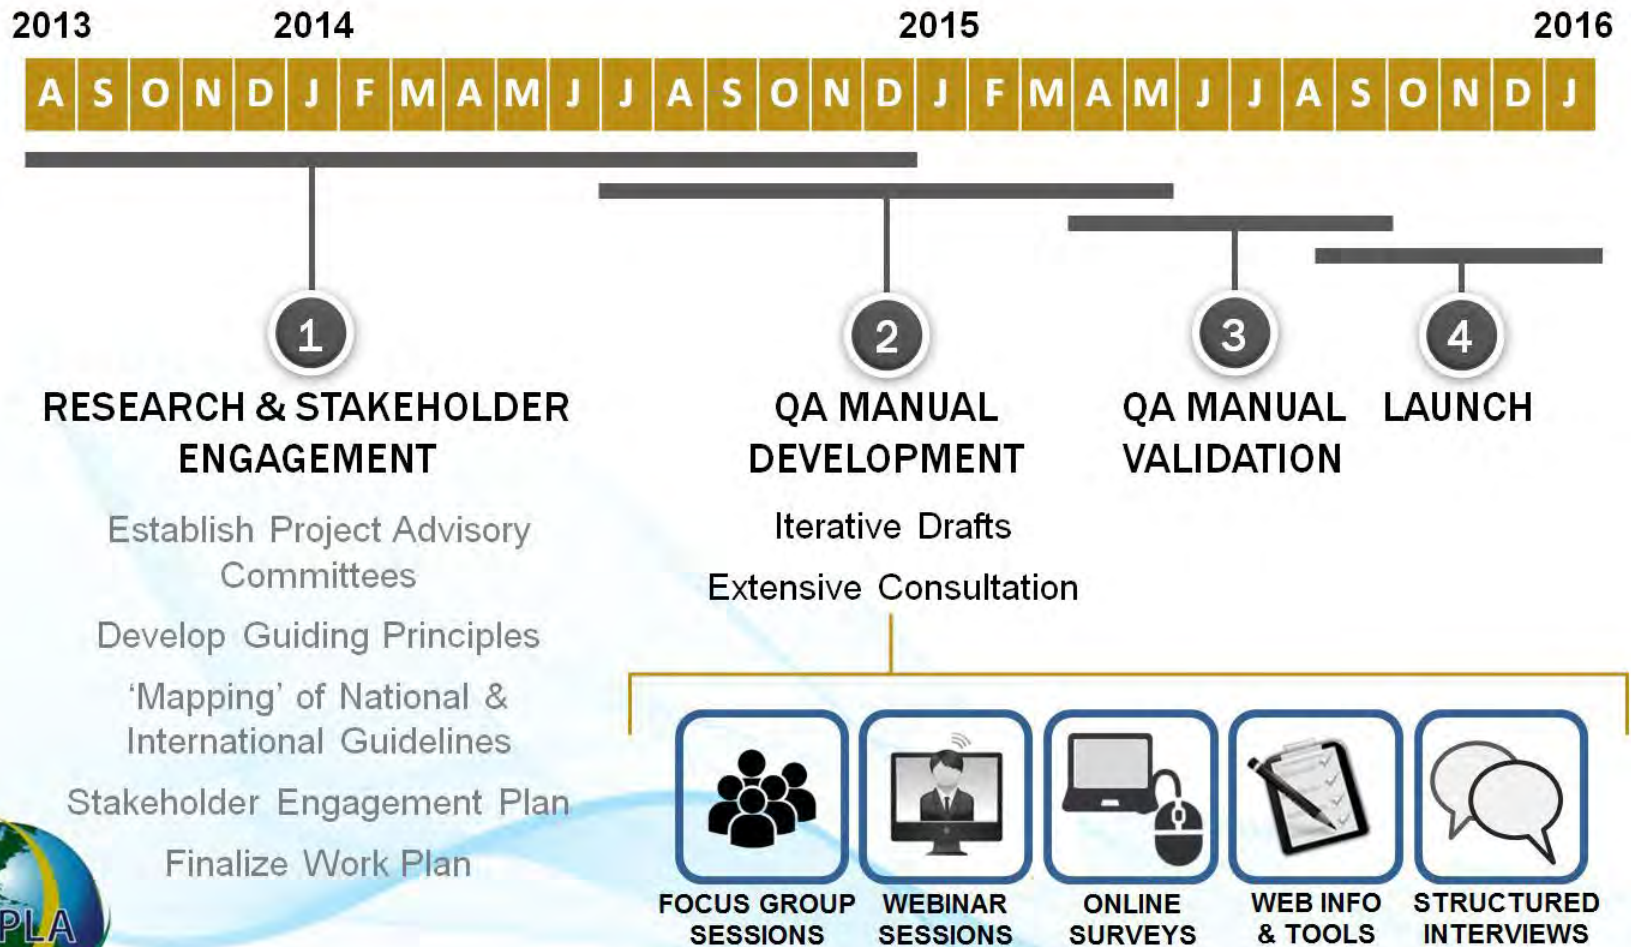 2013 2014 2015 2016
A S O N D J F M A M J J A S O N D J F M A M J J A S O N D J
1 2 3 4
RESEARCH & STAKEHOLDER
ENGAGEMENT
Establish Project Advisory
Committees
Develop Guiding Principles
‘Mapping’ of National &
International Guidelines
Stakeholder Engagement Plan
Finalize Work Plan
QA MANUAL
DEVELOPMENT
Iterative Drafts
Extensive Consultation
QA MANUAL
VALIDATION
LAUNCH
FOCUS GROUP
SESSIONS
WEBINAR
SESSIONS
ONLINE
SURVEYS
WEB INFO
& TOOLS
STRUCTURED
INTERVIEWS
PLA